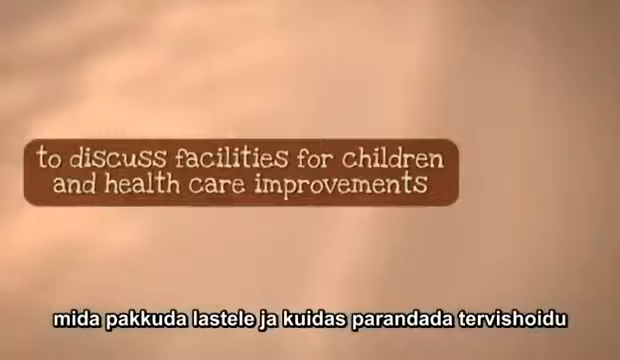 to discuss facilities for children
and health care improvements
mida pakkuda lastele ja kuidas parandada tervishoidu